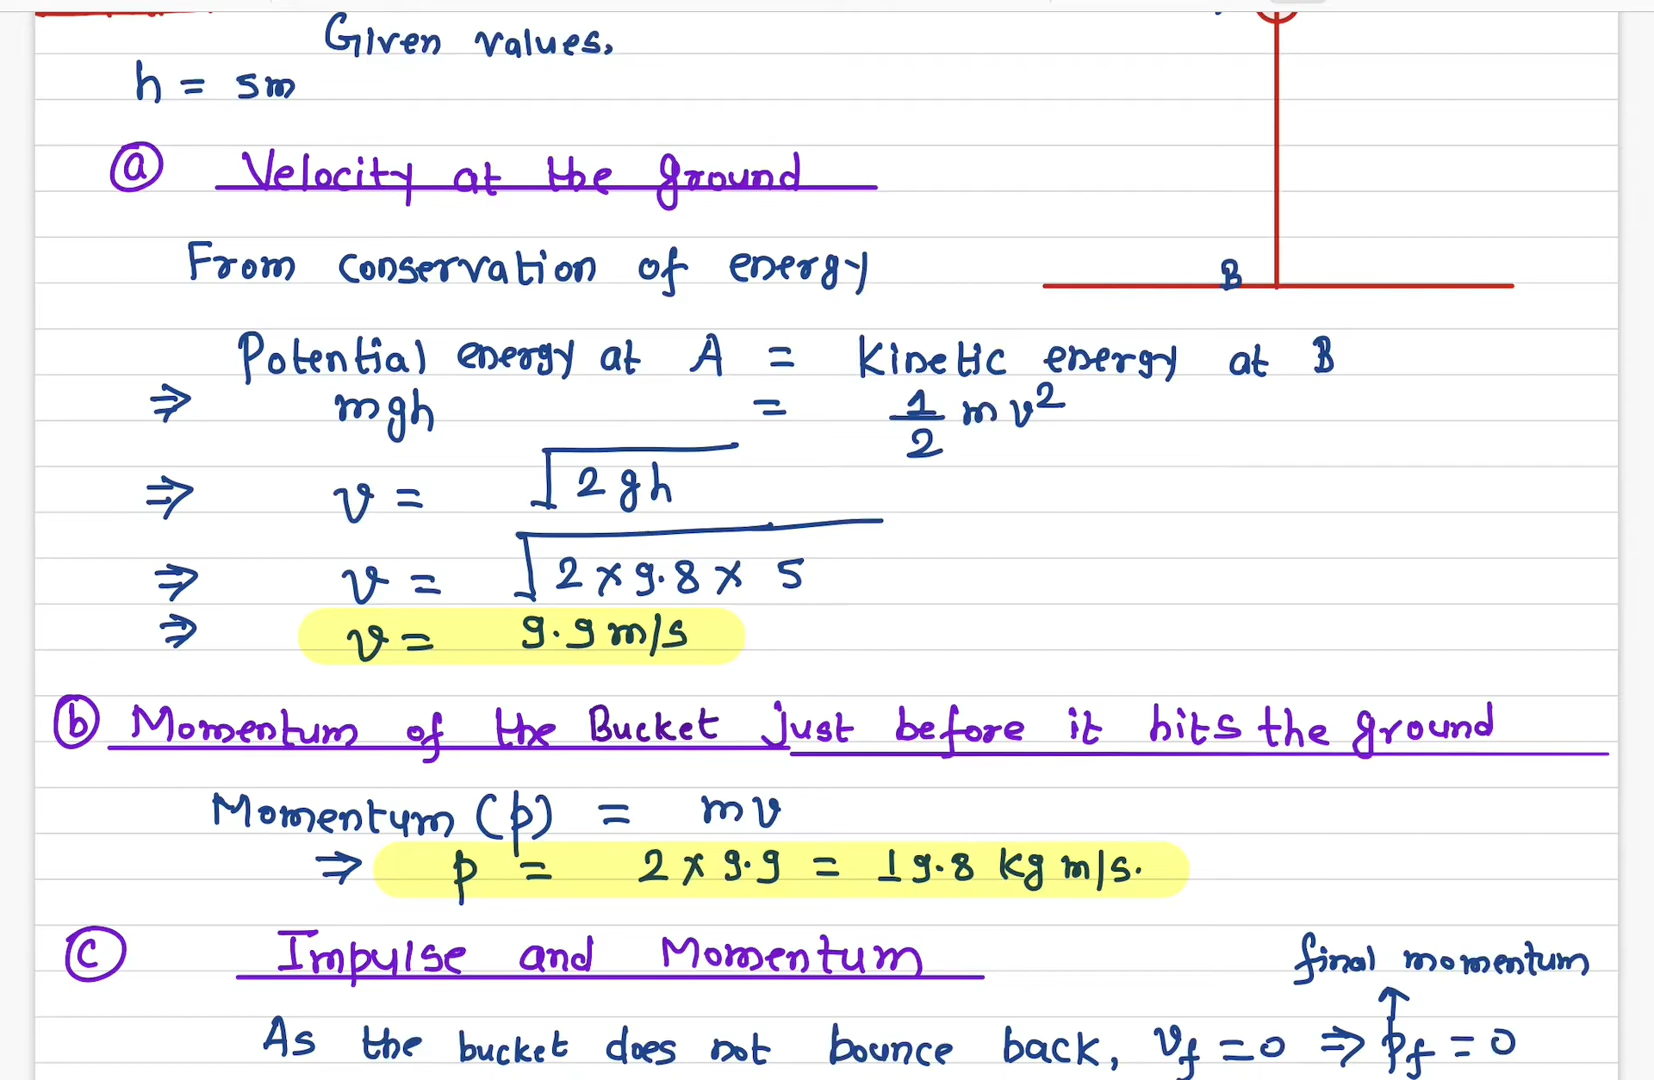 Given values,
h = 5m
(a) Velocity at the ground
From conservation of energy
B
Potential energy at A = Kinetic energy at B
⇒ mgh = 1/2 mv²
⇒ v = √2gh
⇒ v = √2 × 9.8 × 5
⇒ v = 9.9 m/s
(b) Momentum of the Bucket just before it hits the ground
Momentum (p) = mv
⇒ p = 2 × 9.9 = 19.8 kg m/s.
(c) Impulse and Momentum
final momentum
↑
As the bucket does not bounce back, vf = 0 ⇒ pf = 0